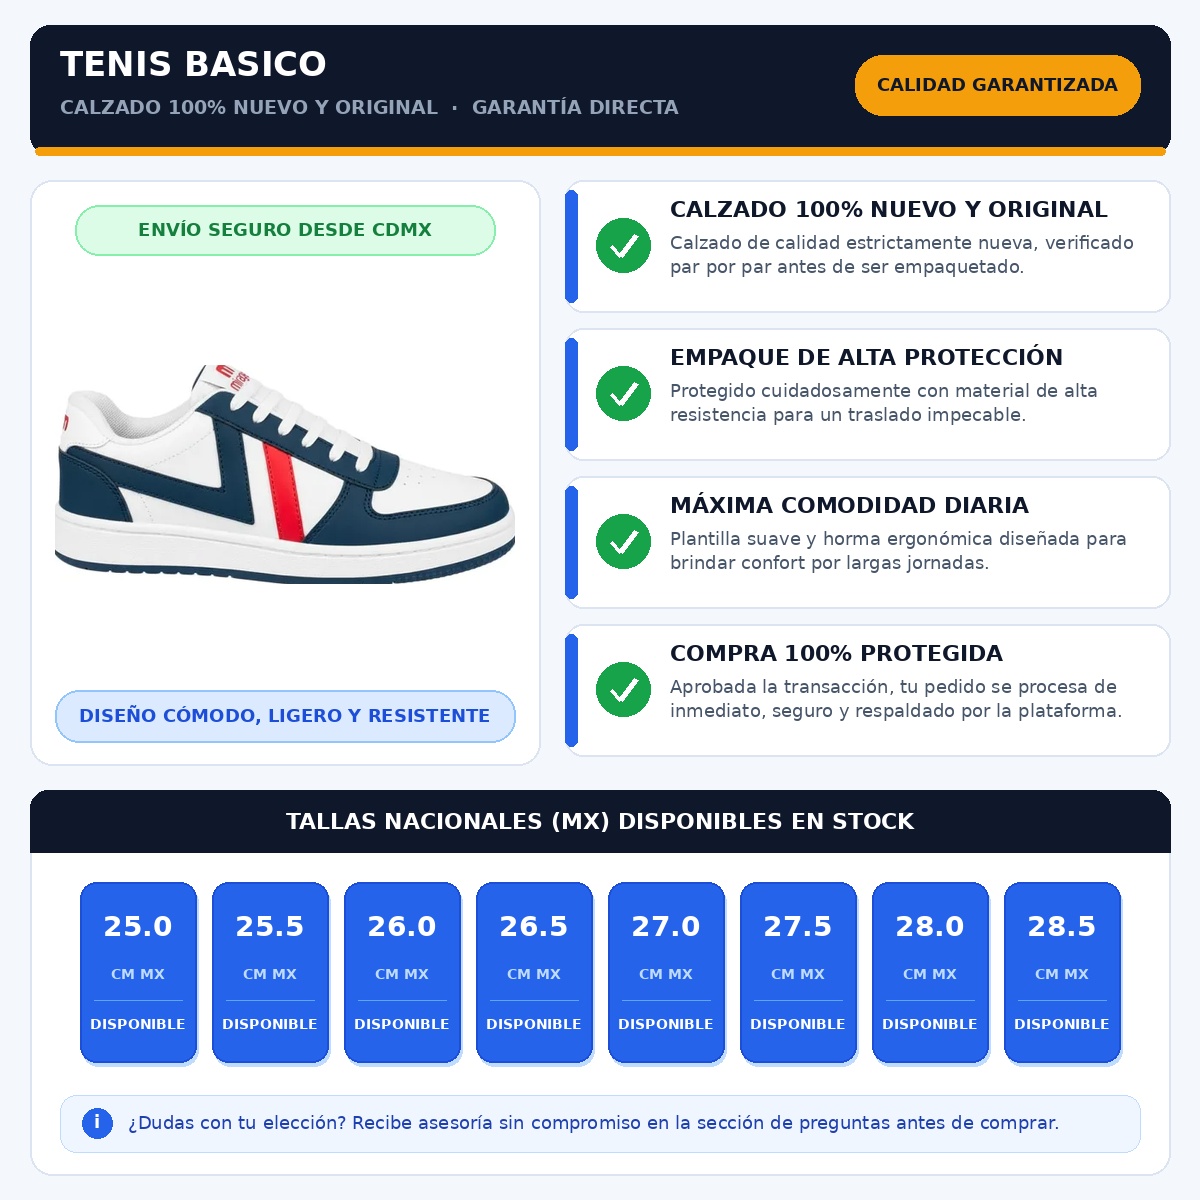 TENIS BASICO
CALZADO 100% NUEVO Y ORIGINAL · GARANTÍA DIRECTA
CALIDAD GARANTIZADA
ENVÍO SEGURO DESDE CDMX
DISEÑO CÓMODO, LIGERO Y RESISTENTE
CALZADO 100% NUEVO Y ORIGINAL
Calzado de calidad estrictamente nueva, verificado
par por par antes de ser empaquetado.
EMPAQUE DE ALTA PROTECCIÓN
Protegido cuidadosamente con material de alta
resistencia para un traslado impecable.
MÁXIMA COMODIDAD DIARIA
Plantilla suave y horma ergonómica diseñada para
brindar confort por largas jornadas.
COMPRA 100% PROTEGIDA
Aprobada la transacción, tu pedido se procesa de
inmediato, seguro y respaldado por la plataforma.
TALLAS NACIONALES (MX) DISPONIBLES EN STOCK
25.0 25.5 26.0 26.5 27.0 27.5 28.0 28.5
CM MX CM MX CM MX CM MX CM MX CM MX CM MX CM MX
DISPONIBLE DISPONIBLE DISPONIBLE DISPONIBLE DISPONIBLE DISPONIBLE DISPONIBLE DISPONIBLE
i ¿Dudas con tu elección? Recibe asesoría sin compromiso en la sección de preguntas antes de comprar.